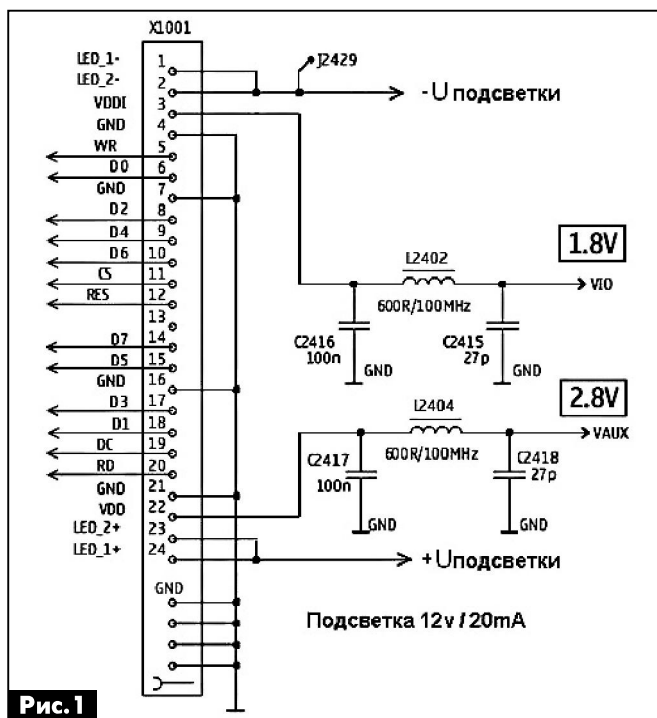 X1001
LED_1- 1
LED_2- 2
J2429
-U подсветки
VDDI 3
GND 4
WR 5
D0 6
GND 7
D2 8
D4 9
D6 10
CS 11
RES 12
13
D7 14
D5 15
GND 16
D3 17
D1 18
DC 19
RD 20
GND 21
VDD 22
LED_2+ 23
LED_1+ 24
GND
1.8V
L2402
VIO
600R/100MHz
C2416
100n
C2415
27p
GND
GND
2.8V
L2404
VAUX
600R/100MHz
C2417
100n
C2418
27p
GND
GND
+Uподсветки
Подсветка 12v / 20mA
Рис.1